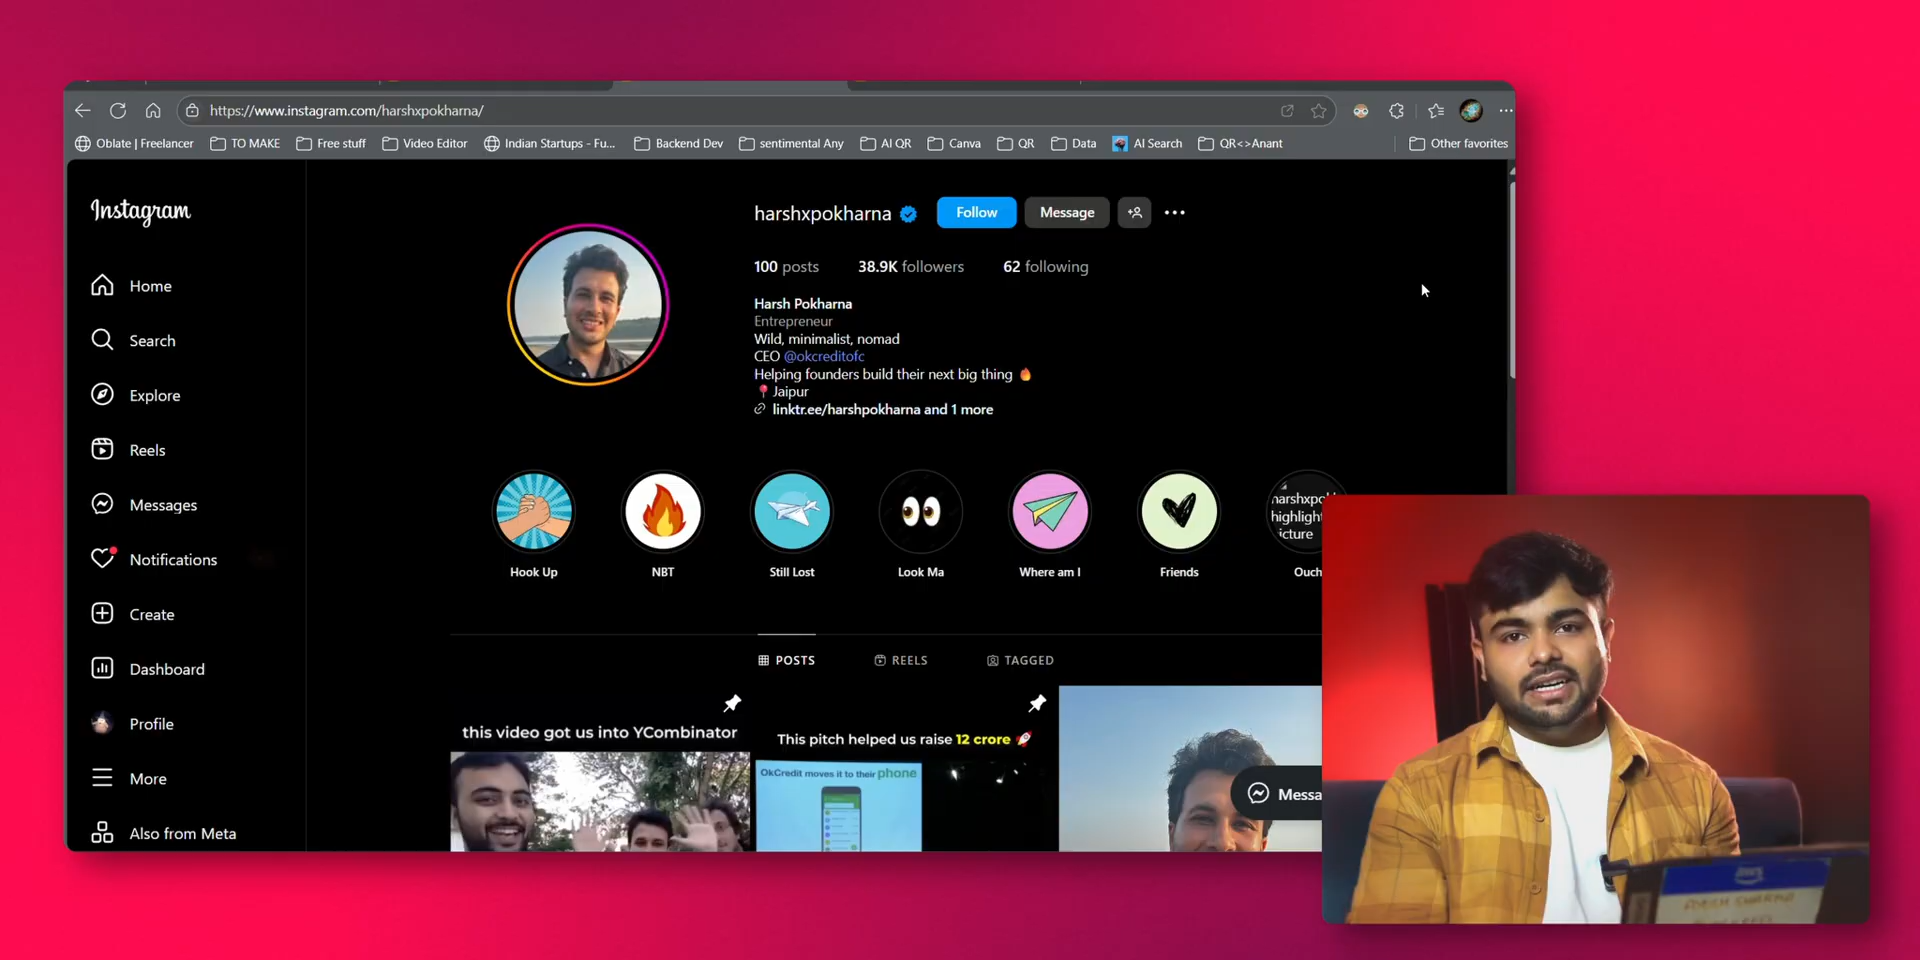 https://www.instagram.com/harshxpokharna/
Oblate | Freelancer
TO MAKE
Free stuff
Video Editor
Indian Startups - Fu...
Backend Dev
sentimental Any
AI QR
Canva
QR
Data
AI Search
QR<>Anant
Other favorites
Instagram
Home
Search
Explore
Reels
Messages
Notifications
Create
Dashboard
Profile
More
Also from Meta
harshxpokharna
Follow
Message
100 posts
38.9K followers
62 following
Harsh Pokharna
Entrepreneur
Wild, minimalist, nomad
CEO @okcreditofc
Helping founders build their next big thing 🔥
📍Jaipur
linktr.ee/harshpokharna and 1 more
harshxpok
highlight
icture
Hook Up
NBT
Still Lost
Look Ma
Where am I
Friends
Ouch
POSTS
REELS
TAGGED
this video got us into YCombinator
This pitch helped us raise 12 crore 🚀
OkCredit moves it to their phone
Messa